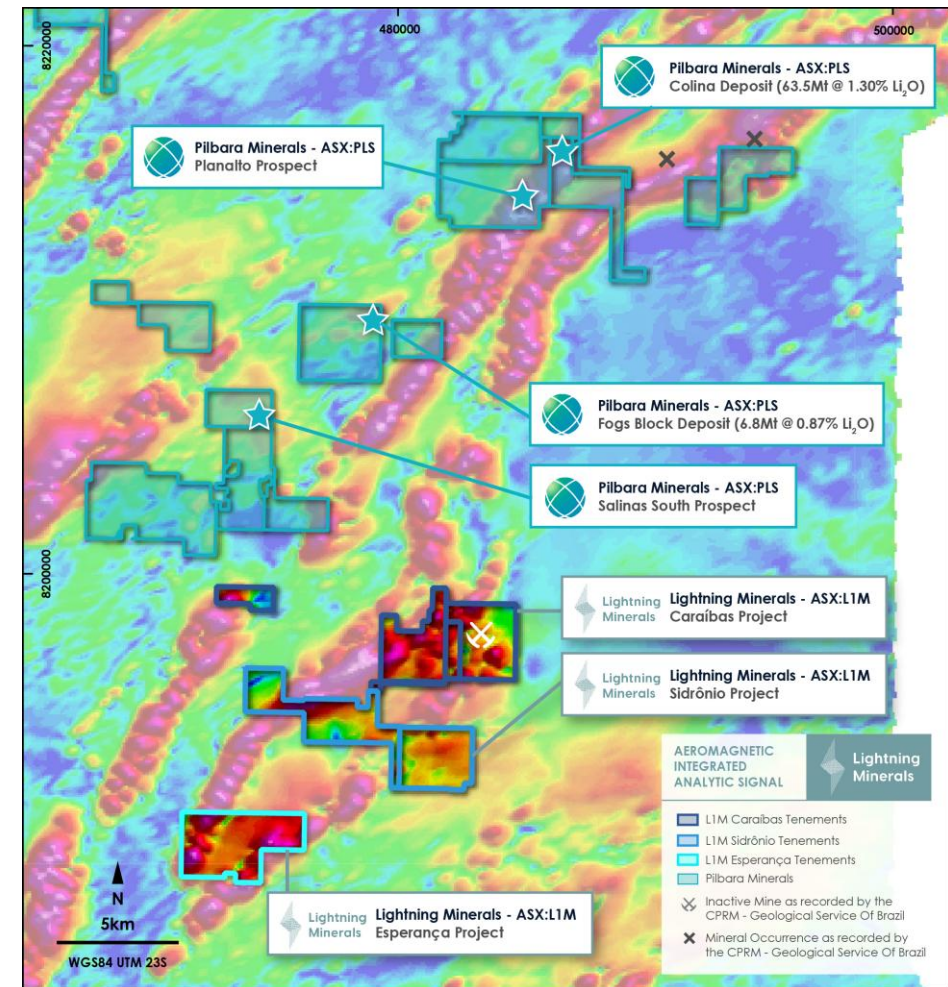 480000
500000
8220000
Pilbara Minerals - ASX:PLS
Colina Deposit (63.5Mt @ 1.30% Li₂O)
Pilbara Minerals - ASX:PLS
Planalto Prospect
Pilbara Minerals - ASX:PLS
Fogs Block Deposit (6.8Mt @ 0.87% Li₂O)
Pilbara Minerals - ASX:PLS
Salinas South Prospect
8200000
Lightning
Minerals
Lightning Minerals - ASX:L1M
Caraíbas Project
Lightning
Minerals
Lightning Minerals - ASX:L1M
Sidrônio Project
AEROMAGNETIC
INTEGRATED
ANALYTIC SIGNAL
Lightning
Minerals
L1M Caraíbas Tenements
L1M Sidrônio Tenements
L1M Esperança Tenements
Pilbara Minerals
Inactive Mine as recorded by the
CPRM - Geological Service Of Brazil
Mineral Occurrence as recorded by
the CPRM - Geological Service Of Brazil
Lightning
Minerals
Lightning Minerals - ASX:L1M
Esperança Project
N
5km
WGS84 UTM 23S